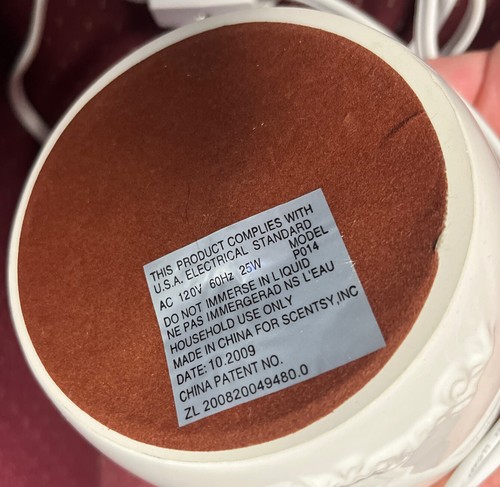 THIS PRODUCT COMPLIES WITH
U.S.A. ELECTRICAL STANDARD
MODEL
AC 120V 60Hz 25W P014
DO NOT IMMERSE IN LIQUID
NE PAS IMMERGERAD NS L'EAU
HOUSEHOLD USE ONLY
MADE IN CHINA FOR SCENTSY,INC
DATE: 10.2009
CHINA PATENT NO.
ZL 200820049480.0